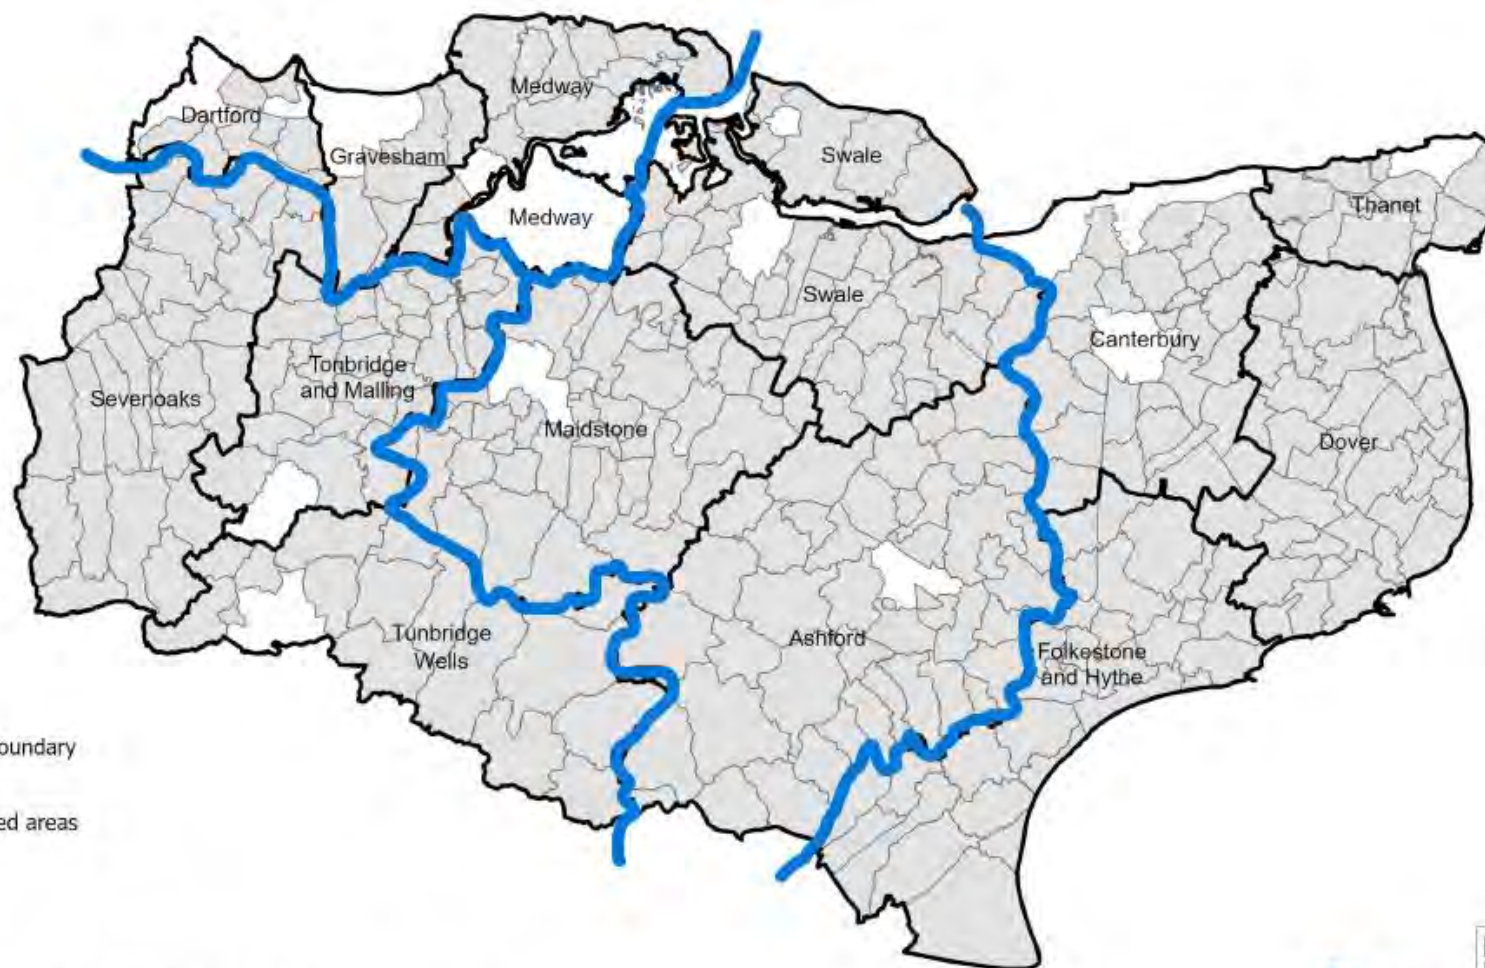 Medway
Dartford
Gravesham
Swale
Medway
Thanet
Swale
Canterbury
Tonbridge
and Malling
Sevenoaks
Maidstone
Dover
Tunbridge
Wells
Ashford
Folkestone
and Hythe
oundary
ed areas